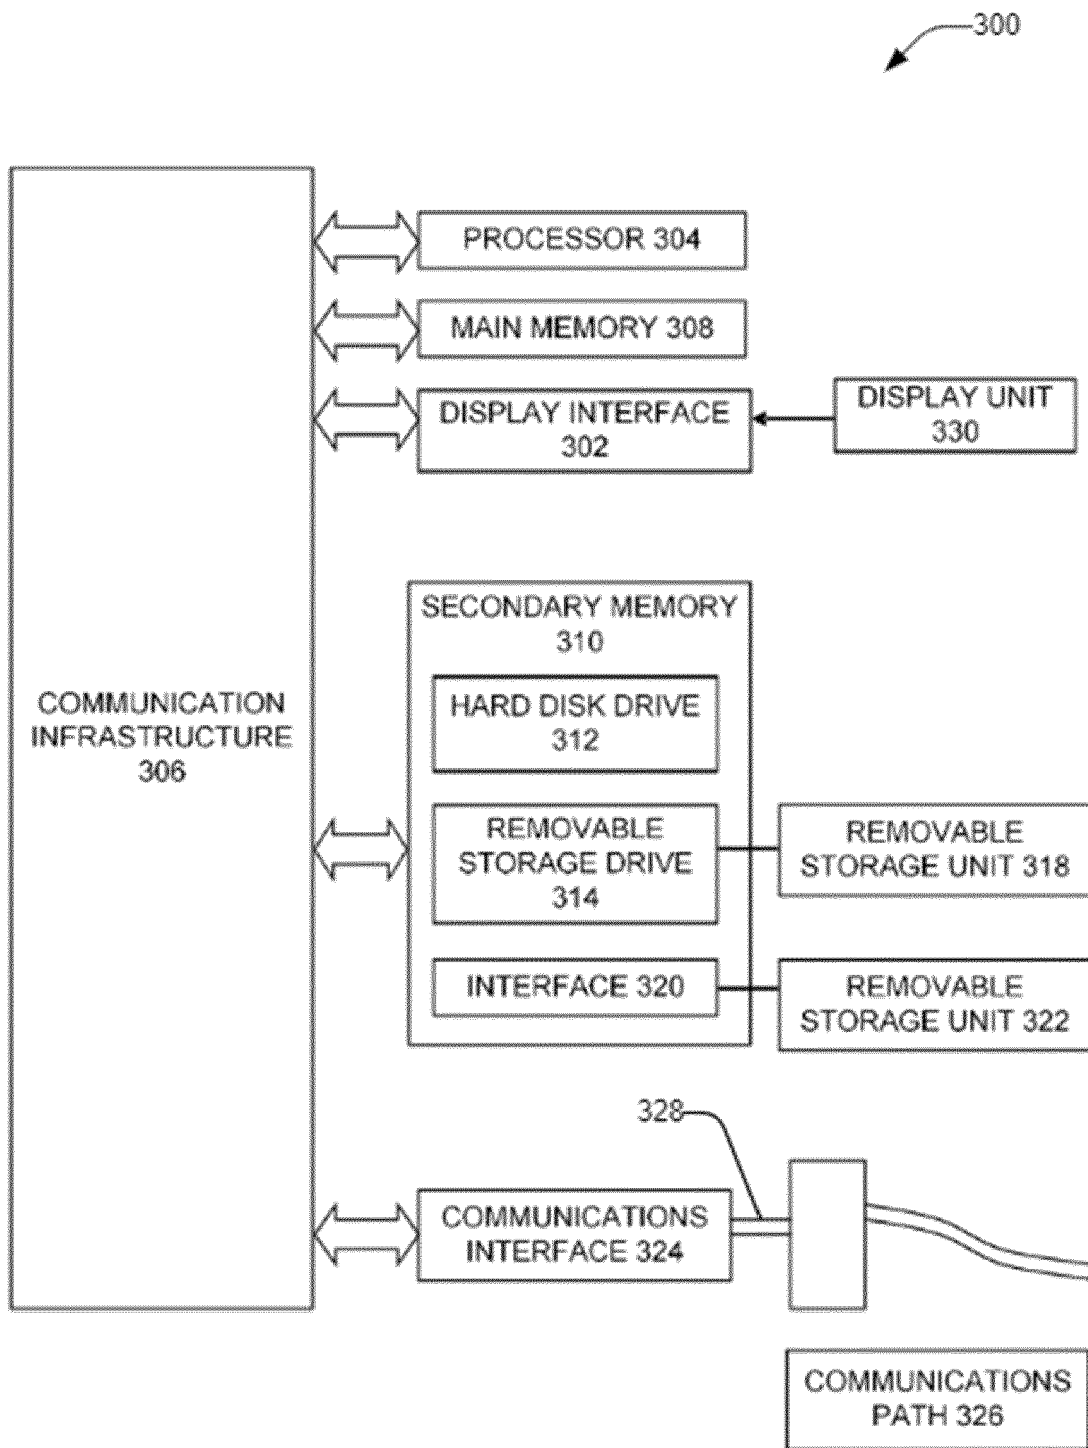 300
PROCESSOR 304
MAIN MEMORY 308
DISPLAY INTERFACE
302
DISPLAY UNIT
330
SECONDARY MEMORY
310
HARD DISK DRIVE
312
COMMUNICATION
INFRASTRUCTURE
306
REMOVABLE
STORAGE DRIVE
314
REMOVABLE
STORAGE UNIT 318
INTERFACE 320
REMOVABLE
STORAGE UNIT 322
328
COMMUNICATIONS
INTERFACE 324
COMMUNICATIONS
PATH 326